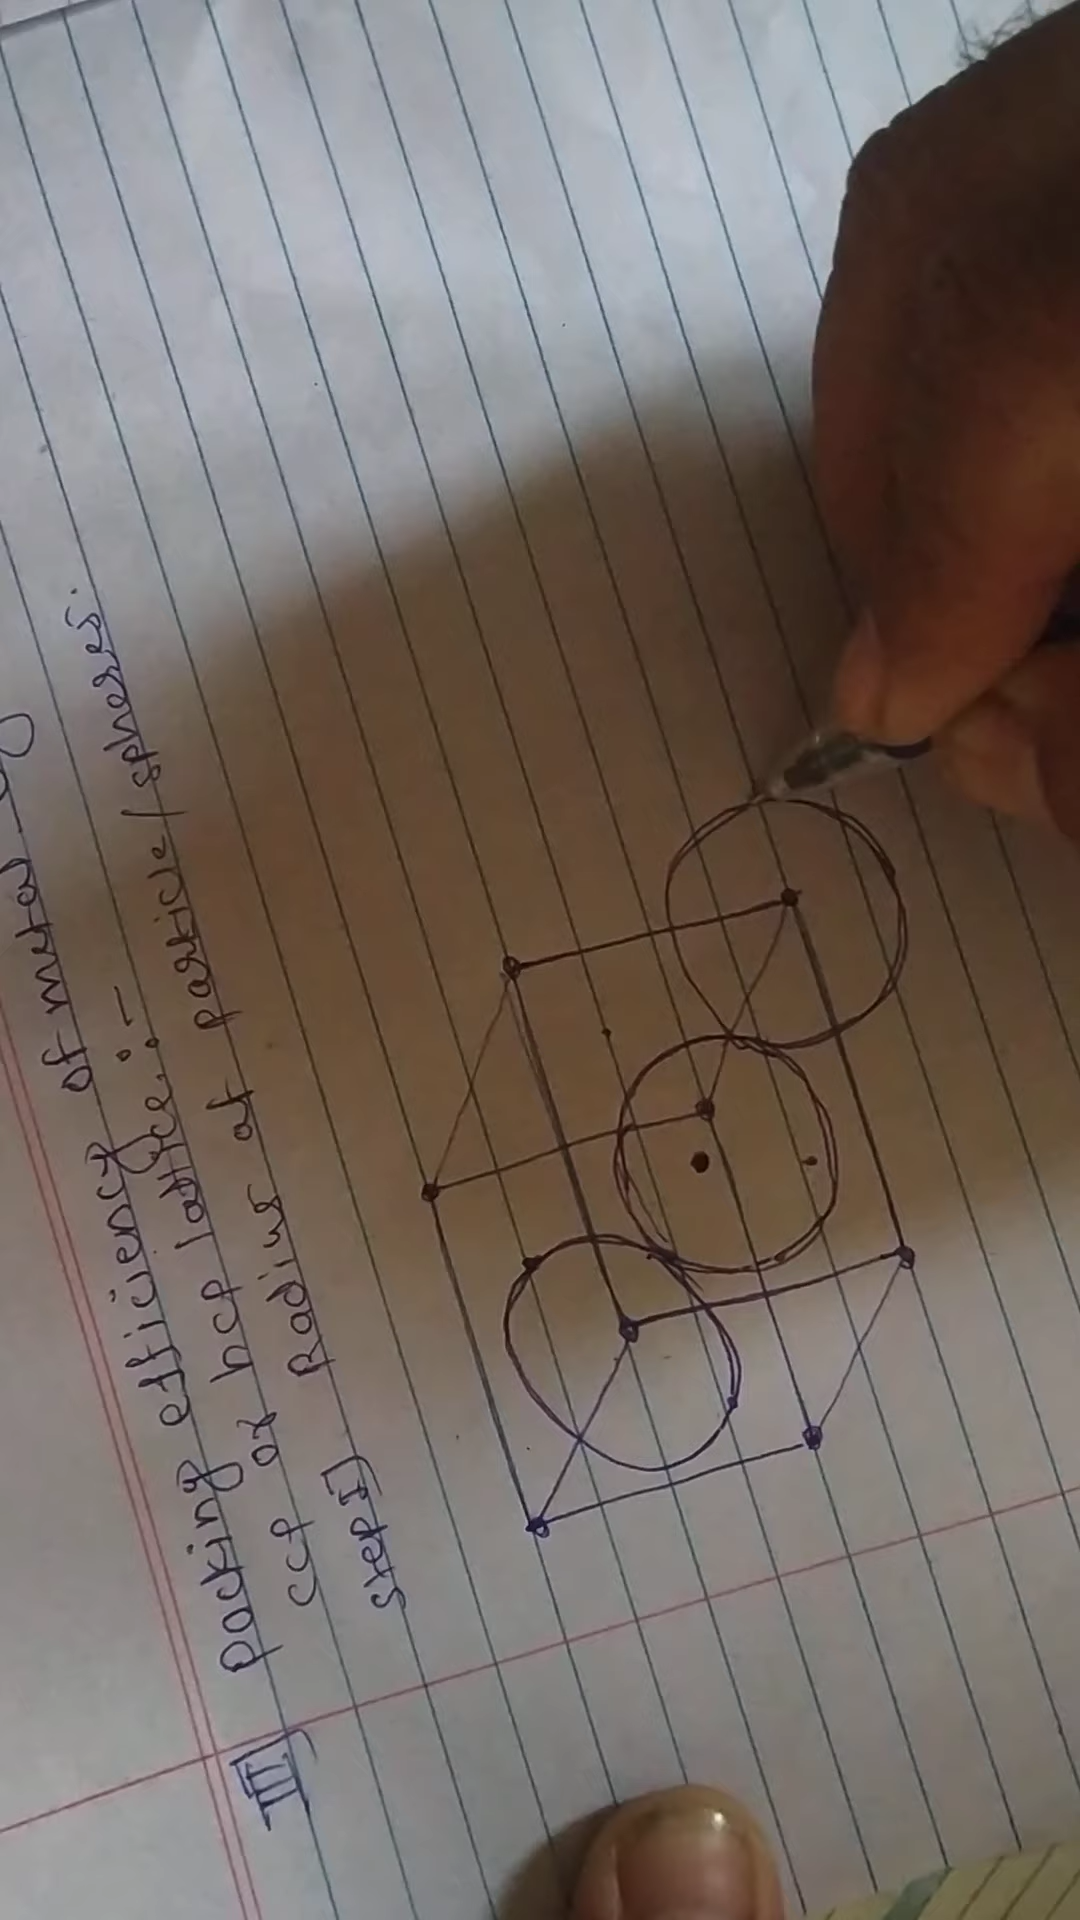 III] Packing efficiency of metal
ccp or hcp lattice :-
Step I] Radius of particle/spheres.